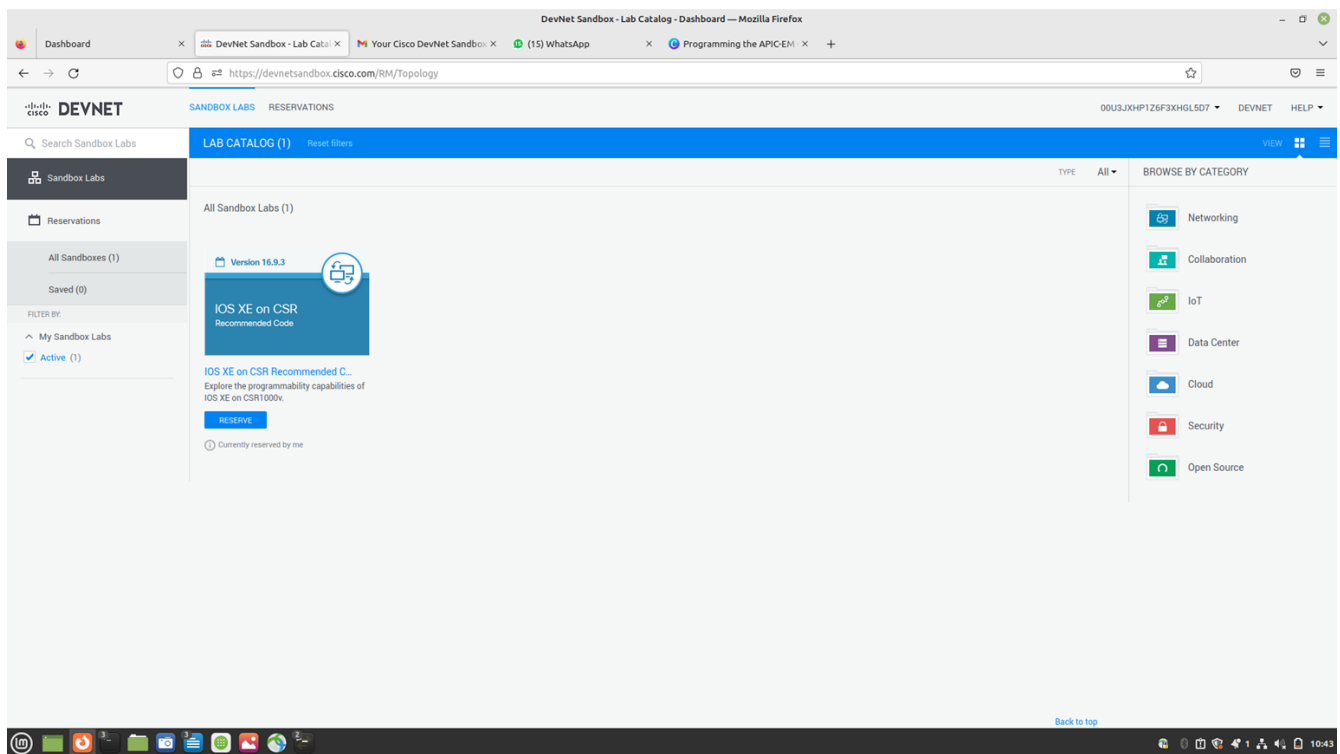 DevNet Sandbox - Lab Catalog - Dashboard — Mozilla Firefox
Dashboard
DevNet Sandbox - Lab Catal
Your Cisco DevNet Sandbox
(15) WhatsApp
Programming the APIC-EM
https://devnetsandbox.cisco.com/RM/Topology
CISCO DEVNET
SANDBOX LABS RESERVATIONS
00U3JXHP1Z6F3XHGL5D7 DEVNET HELP
Search Sandbox Labs
LAB CATALOG (1) Reset filters
VIEW
Sandbox Labs
TYPE All
BROWSE BY CATEGORY
Reservations
All Sandboxes (1)
Saved (0)
FILTER BY:
My Sandbox Labs
Active (1)
All Sandbox Labs (1)
Version 16.9.3
IOS XE on CSR
Recommended Code
IOS XE on CSR Recommended C...
Explore the programmability capabilities of
IOS XE on CSR1000v.
RESERVE
Currently reserved by me
Networking
Collaboration
IoT
Data Center
Cloud
Security
Open Source
Back to top
3
3
2
1
10:43